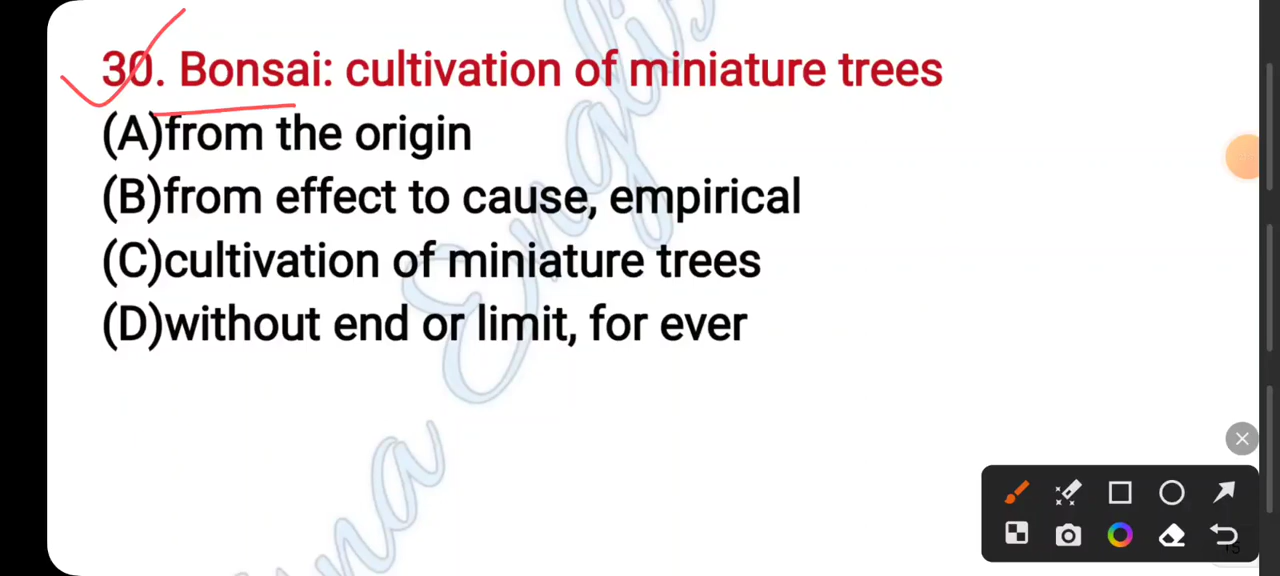 30. Bonsai: cultivation of miniature trees
(A)from the origin
(B)from effect to cause, empirical
(C)cultivation of miniature trees
(D)without end or limit, for ever
15